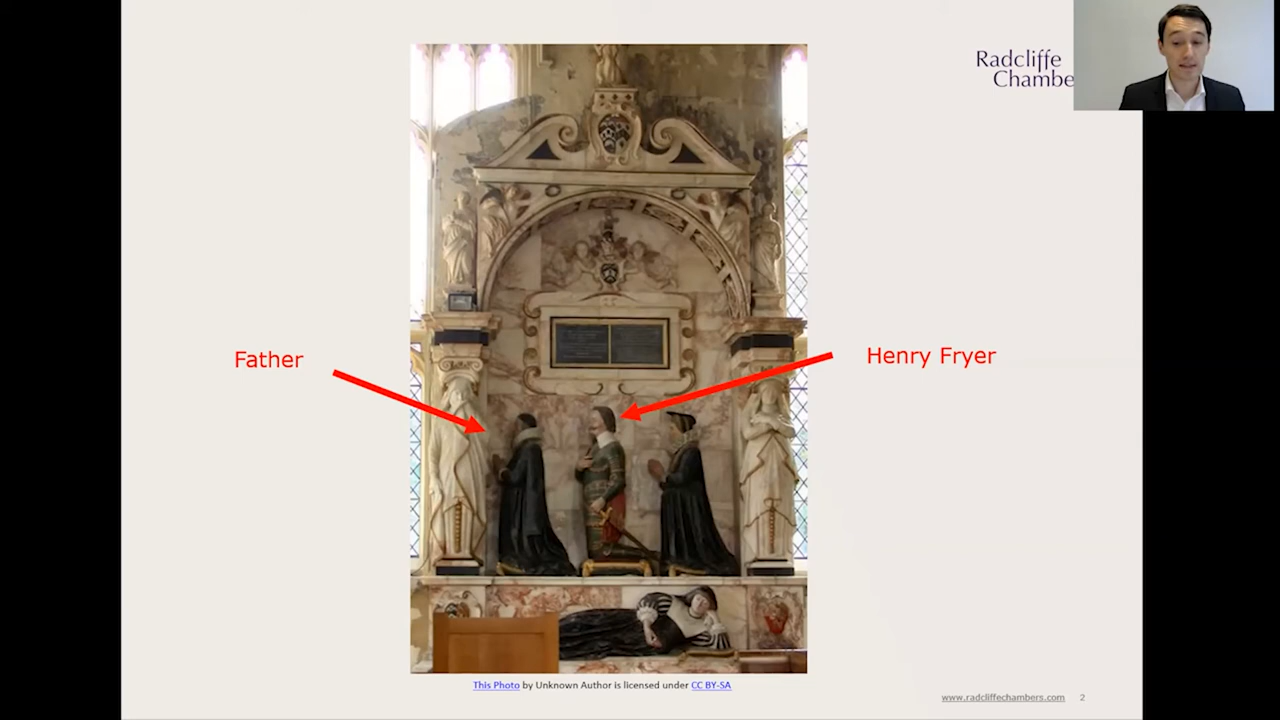 Radcliffe
Chambe
Father
Henry Fryer
This Photo by Unknown Author is licensed under CC BY-SA
www.radcliffechambers.com 2